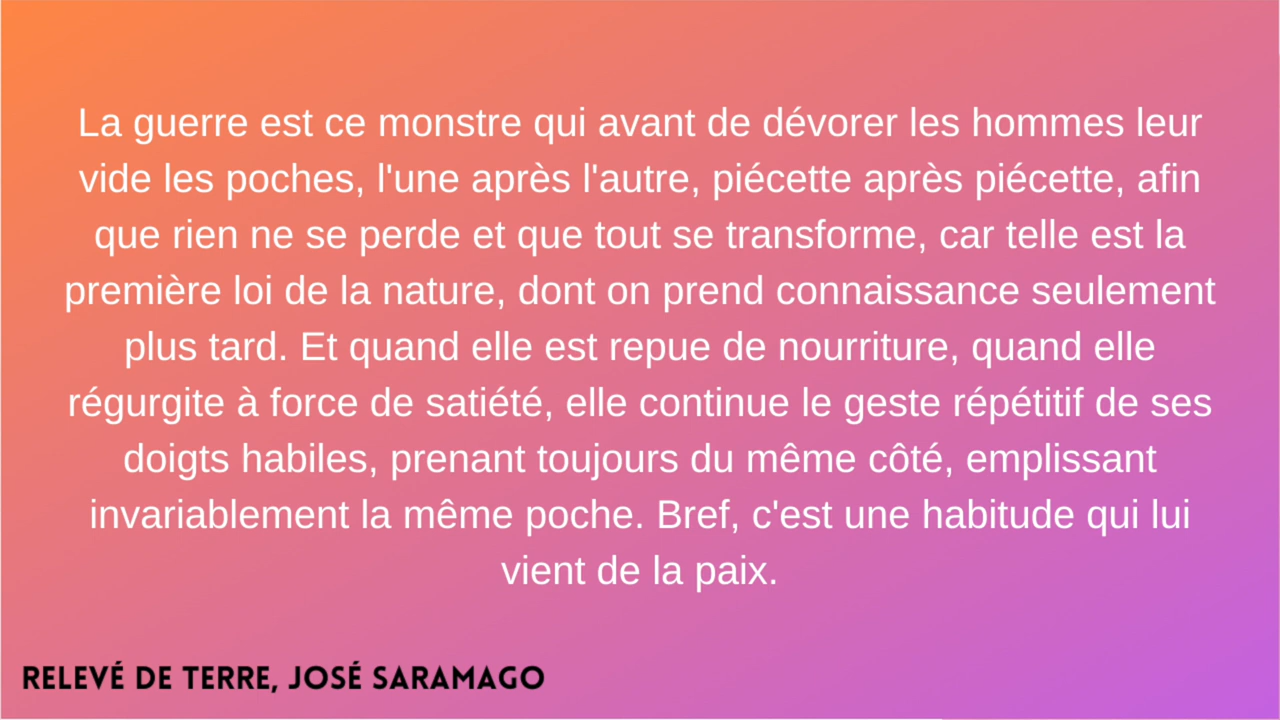 La guerre est ce monstre qui avant de dévorer les hommes leur
vide les poches, l'une après l'autre, piécette après piécette, afin
que rien ne se perde et que tout se transforme, car telle est la
première loi de la nature, dont on prend connaissance seulement
plus tard. Et quand elle est repue de nourriture, quand elle
régurgite à force de satiété, elle continue le geste répétitif de ses
doigts habiles, prenant toujours du même côté, emplissant
invariablement la même poche. Bref, c'est une habitude qui lui
vient de la paix.
RELEVÉ DE TERRE, JOSÉ SARAMAGO